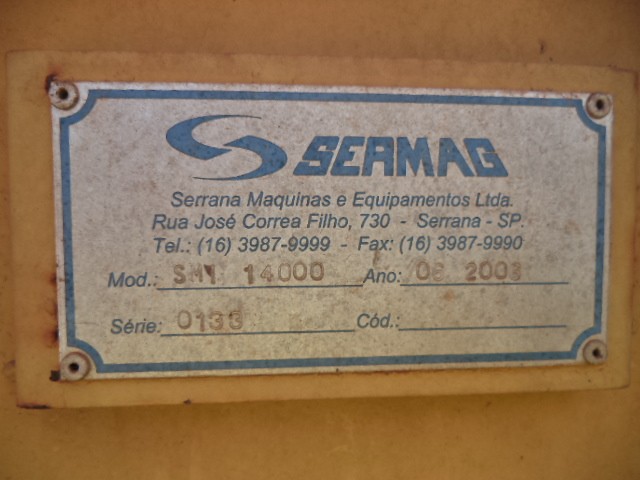 SERMAG
Serrana Maquinas e Equipamentos Ltda.
Rua José Correa Filho, 730 - Serrana - SP.
Tel.: (16) 3987-9999 - Fax: (16) 3987-9990
Mod.: 14000 Ano: 2003
Série: 0133 Cód.: